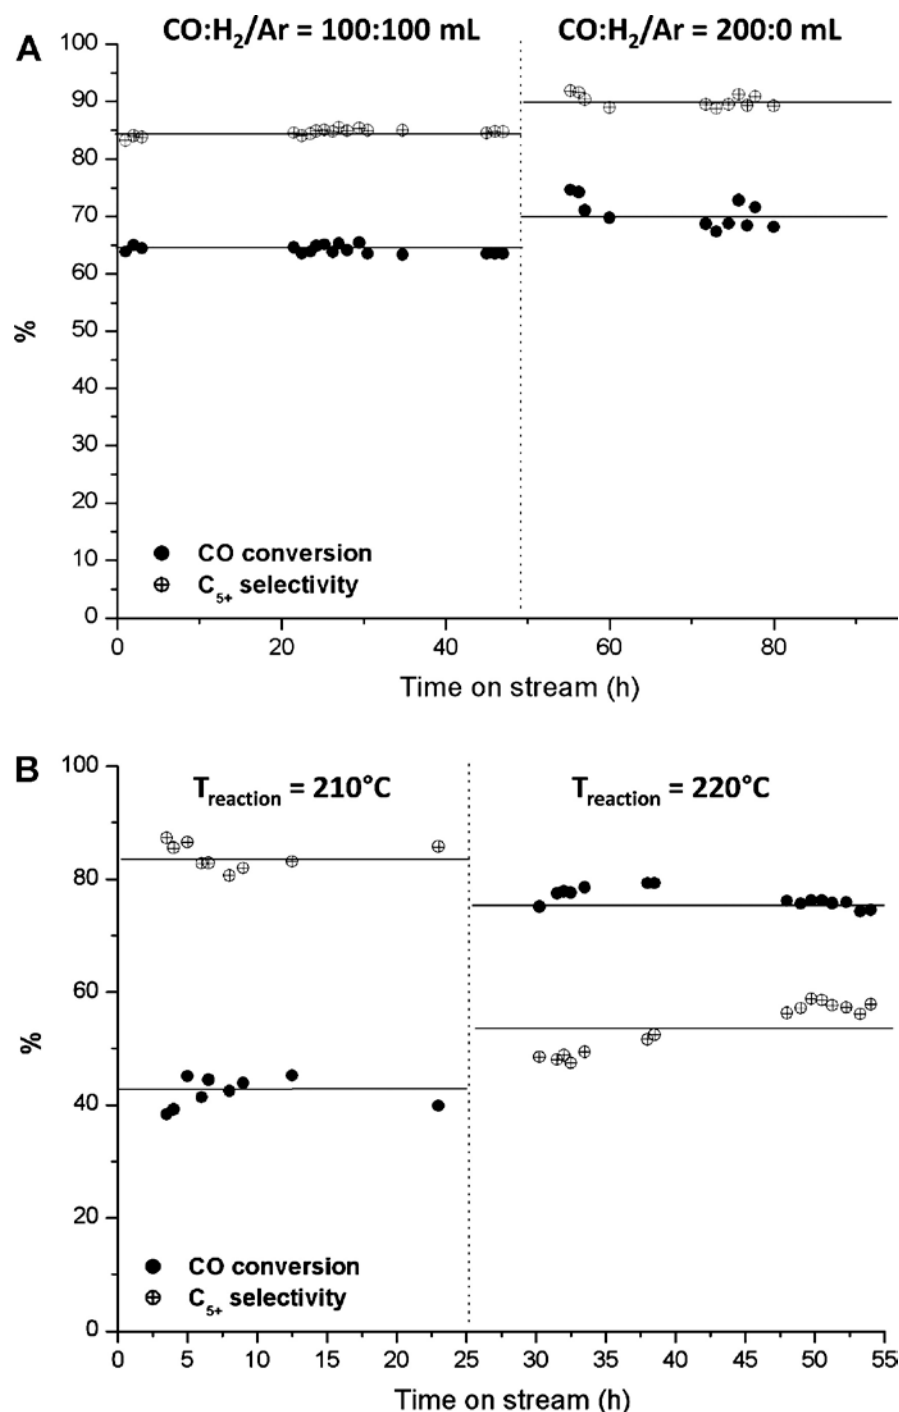 A
CO:H₂/Ar = 100:100 mL
CO:H₂/Ar = 200:0 mL
100
90
80
70
60
50
40
30
20
10
0
%
CO conversion
C₅₊ selectivity
0 20 40 60 80
Time on stream (h)
B
T_reaction = 210°C
T_reaction = 220°C
100
80
60
40
20
0
%
CO conversion
C₅₊ selectivity
0 5 10 15 20 25 30 35 40 45 50 55
Time on stream (h)